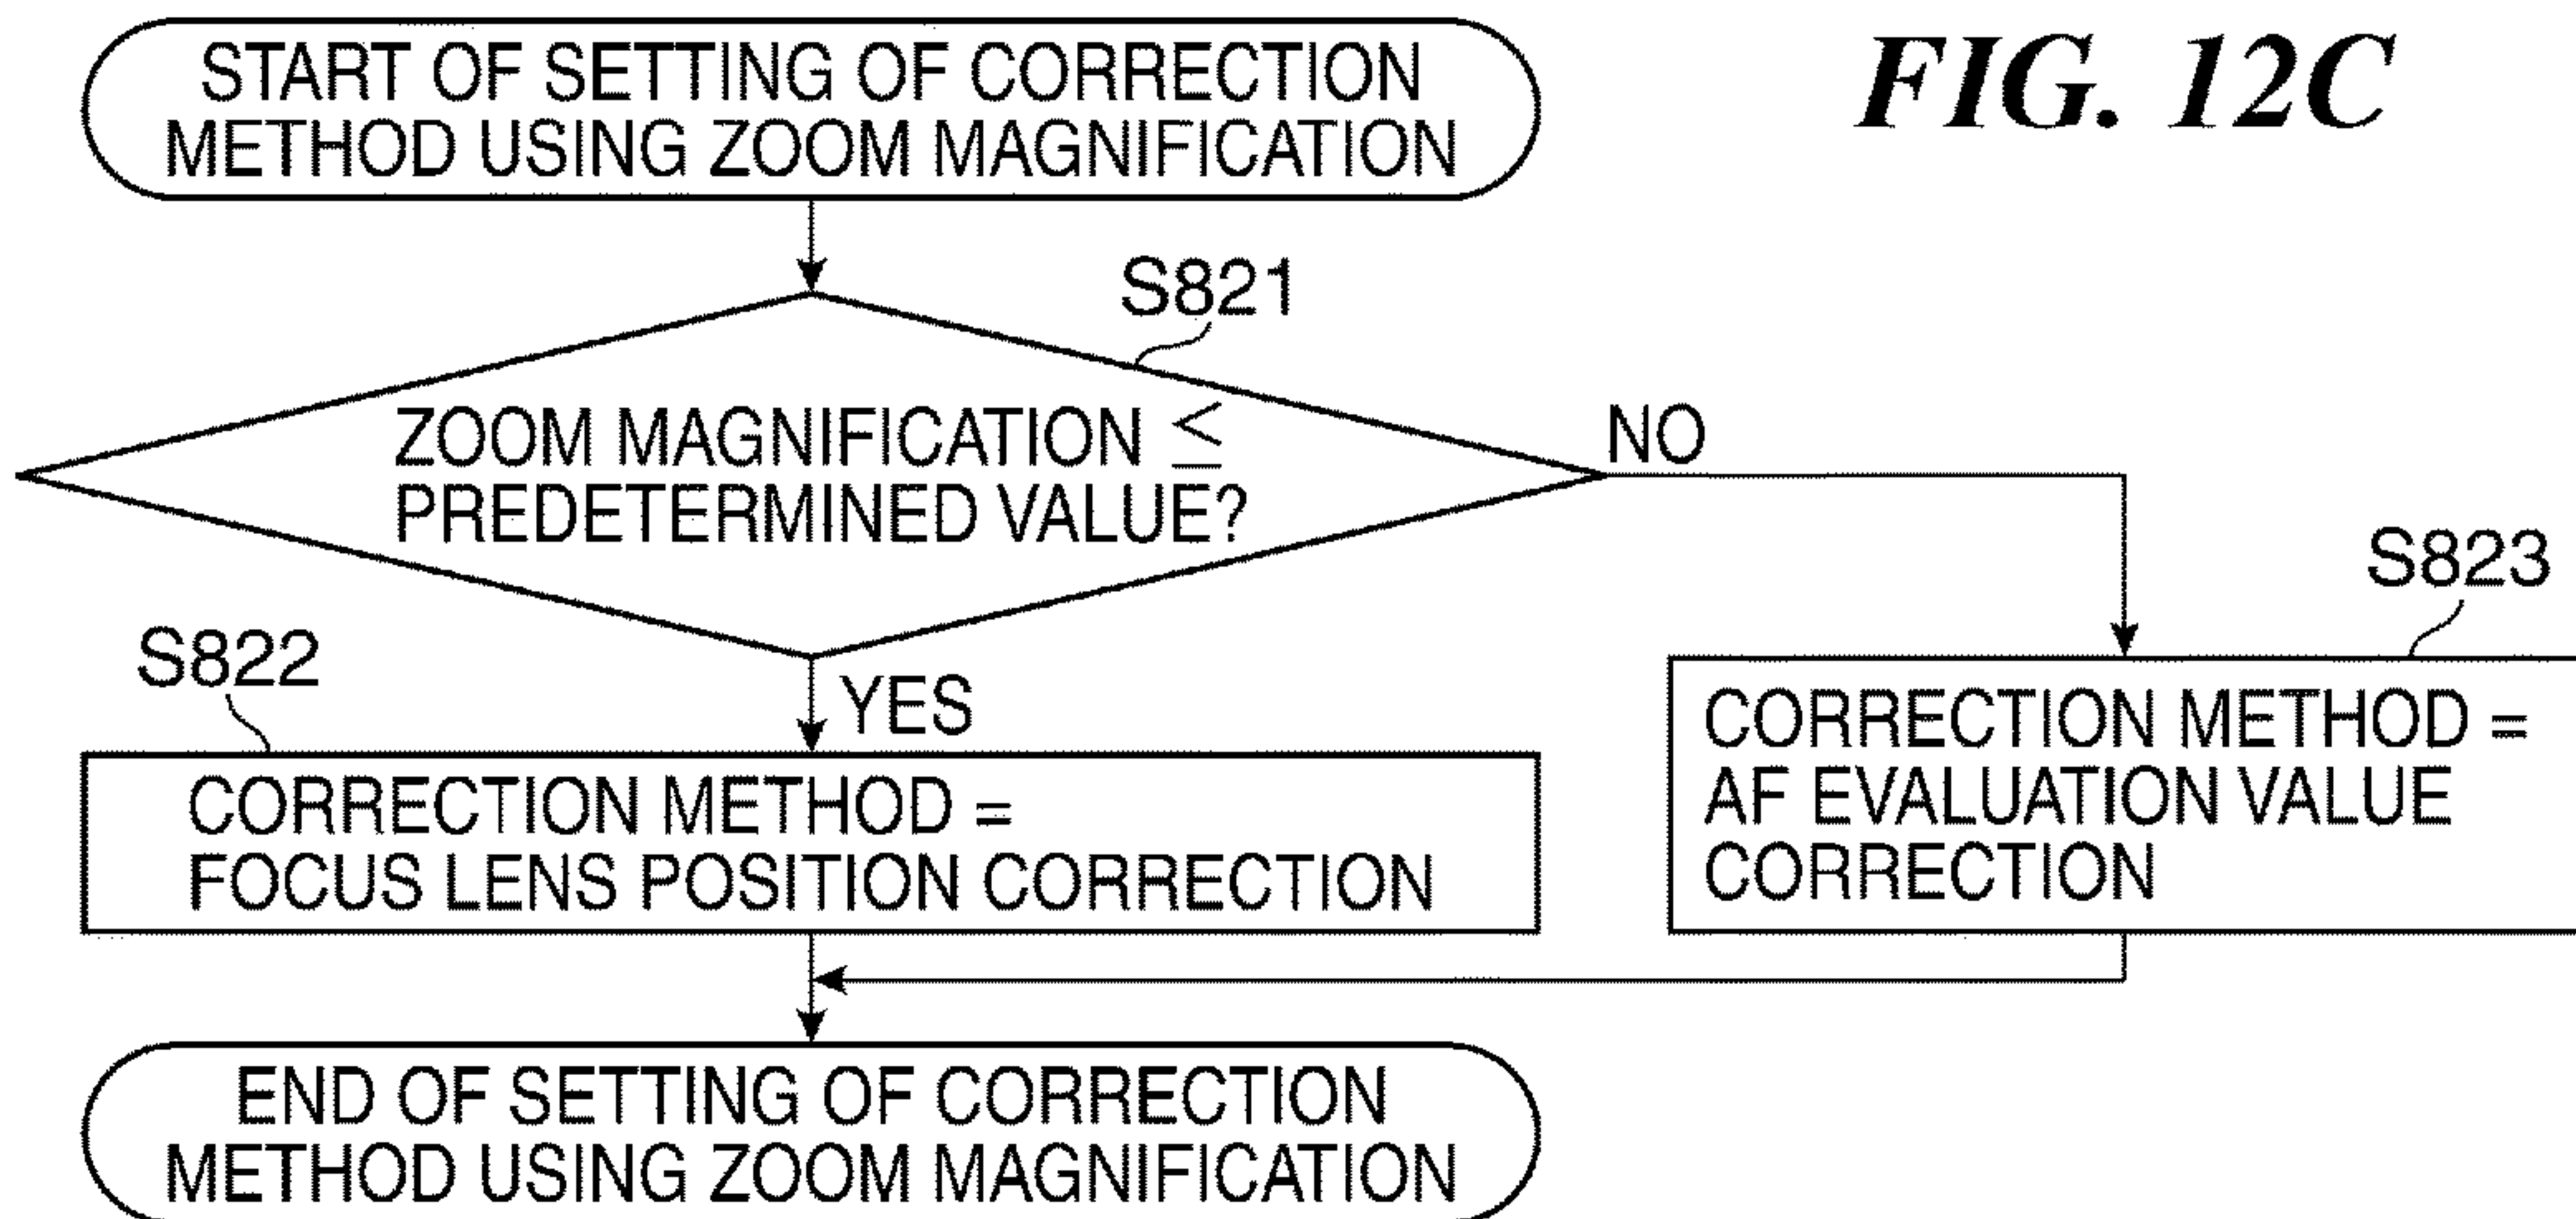 FIG. 12C
START OF SETTING OF CORRECTION
METHOD USING ZOOM MAGNIFICATION
S821
ZOOM MAGNIFICATION ≤
PREDETERMINED VALUE?
NO
YES
S822
CORRECTION METHOD =
FOCUS LENS POSITION CORRECTION
S823
CORRECTION METHOD =
AF EVALUATION VALUE
CORRECTION
END OF SETTING OF CORRECTION
METHOD USING ZOOM MAGNIFICATION